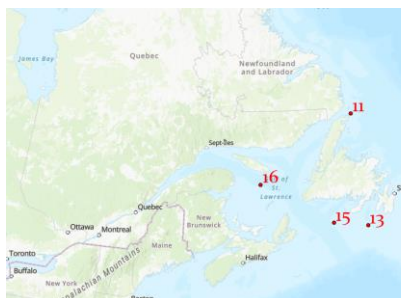 James Bay
Quebec
Newfoundland
and Labrador
11
Sept-Îles
16
of
St.
Lawrence
15
13
S
Quebec
New
Brunswick
Ottawa
Montreal
Maine
Toronto
Halifax
Buffalo
New York
Appalachian Mountains